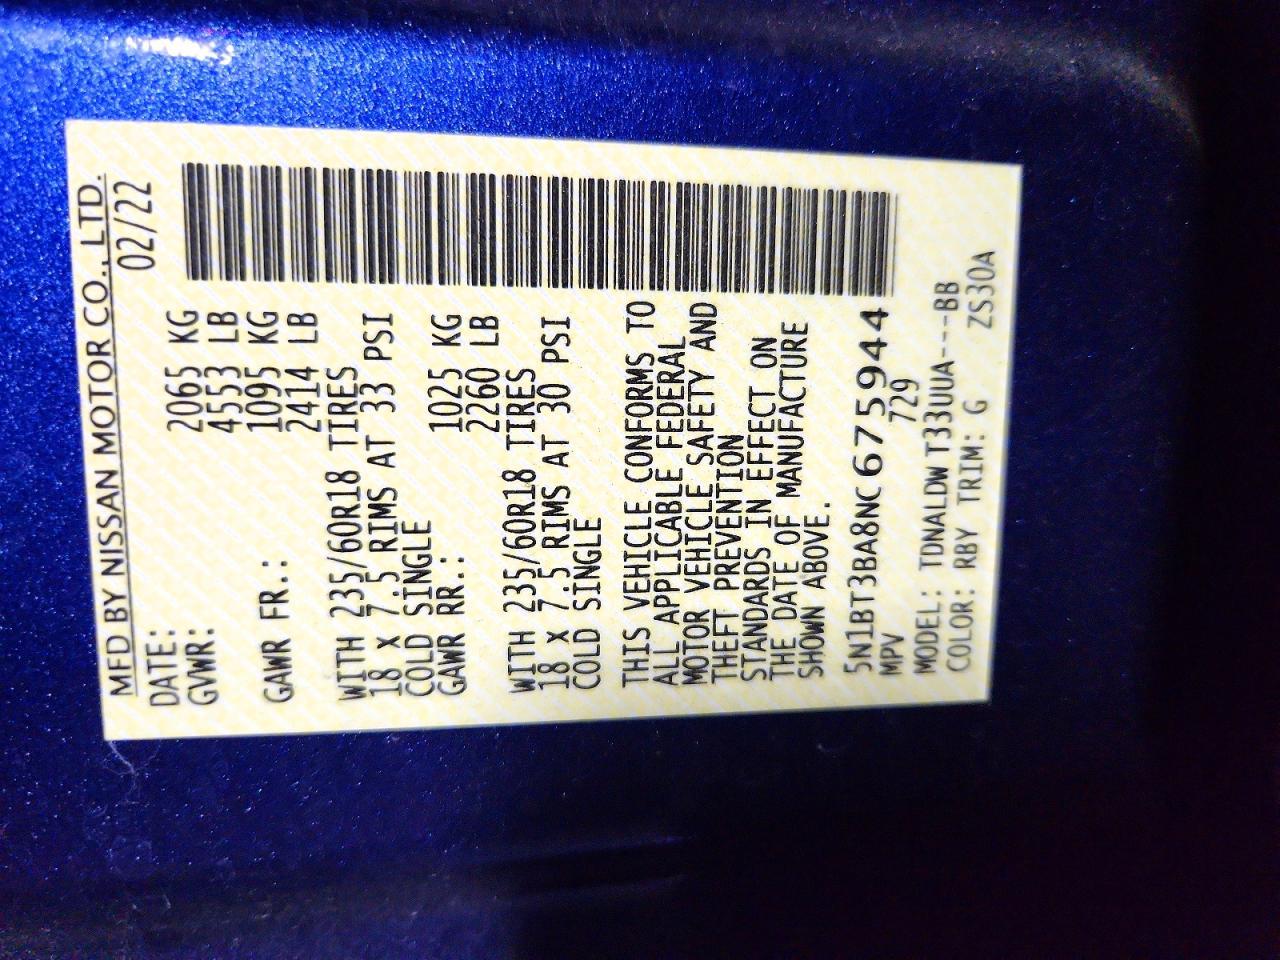 MFD BY NISSAN MOTOR CO., LTD.
DATE: 02/22
GVWR: 2065 KG
4553 LB
GAWR FR.: 1095 KG
2414 LB
WITH 235/60R18 TIRES
18 x 7.5 RIMS AT 33 PSI
COLD SINGLE
GAWR RR.: 1025 KG
2260 LB
WITH 235/60R18 TIRES
18 x 7.5 RIMS AT 30 PSI
COLD SINGLE
THIS VEHICLE CONFORMS TO
ALL APPLICABLE FEDERAL
MOTOR VEHICLE SAFETY AND
THEFT PREVENTION
STANDARDS IN EFFECT ON
THE DATE OF MANUFACTURE
SHOWN ABOVE.
5N1BT3BA8NC675944
MPV 729
MODEL: TDNALDW T33UUA---BB
COLOR: RBY TRIM: G ZS30A